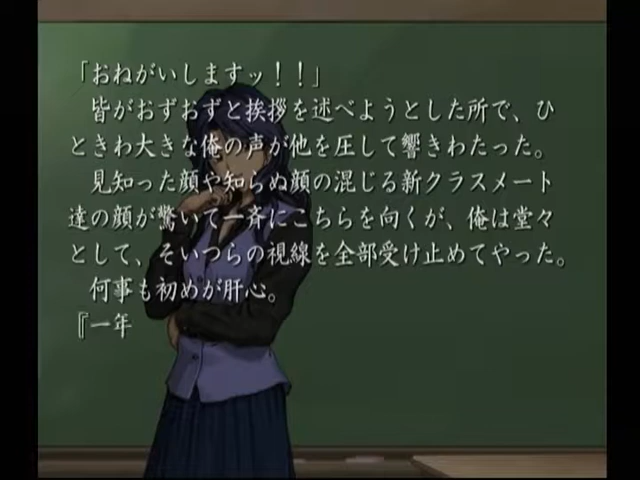 「おねがいしますッ！！」
　皆がおずおずと挨拶を述べようとした所で、ひ
ときわ大きな俺の声が他を圧して響きわたった。
　見知った顔や知らぬ顔の混じる新クラスメート
達の顔が驚いて一斉にこちらを向くが、俺は堂々
として、そいつらの視線を全部受け止めてやった。
　何事も初めが肝心。
『一年